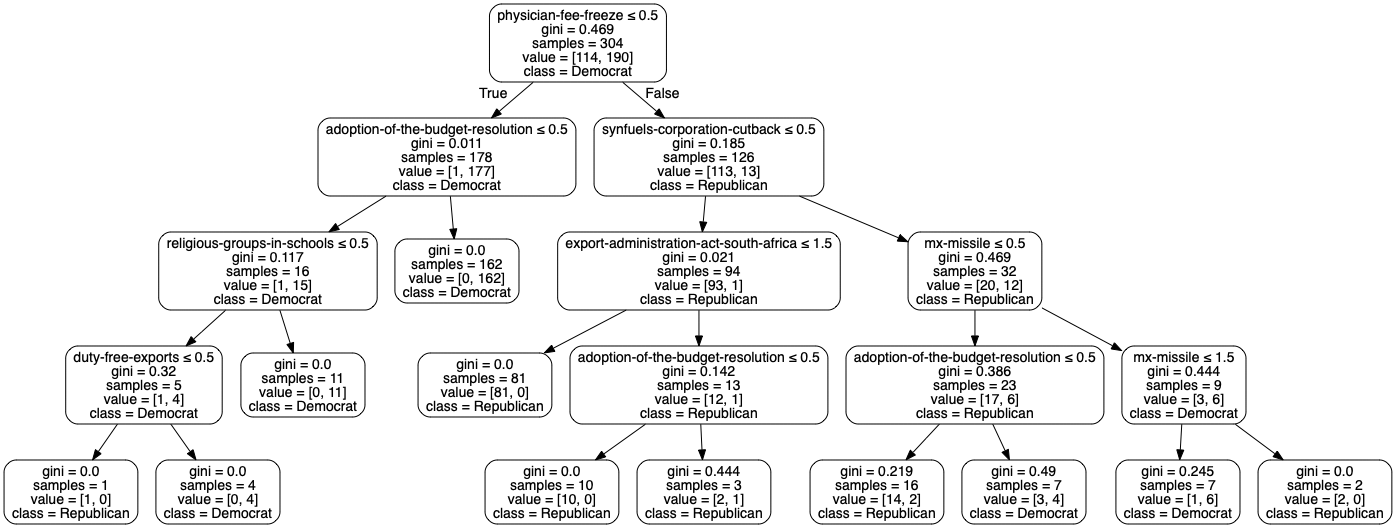 physician-fee-freeze ≤ 0.5
gini = 0.469
samples = 304
value = [114, 190]
class = Democrat
True
False
adoption-of-the-budget-resolution ≤ 0.5
gini = 0.011
samples = 178
value = [1, 177]
class = Democrat
synfuels-corporation-cutback ≤ 0.5
gini = 0.185
samples = 126
value = [113, 13]
class = Republican
religious-groups-in-schools ≤ 0.5
gini = 0.117
samples = 16
value = [1, 15]
class = Democrat
gini = 0.0
samples = 162
value = [0, 162]
class = Democrat
export-administration-act-south-africa ≤ 1.5
gini = 0.021
samples = 94
value = [93, 1]
class = Republican
mx-missile ≤ 0.5
gini = 0.469
samples = 32
value = [20, 12]
class = Republican
duty-free-exports ≤ 0.5
gini = 0.32
samples = 5
value = [1, 4]
class = Democrat
gini = 0.0
samples = 11
value = [0, 11]
class = Democrat
gini = 0.0
samples = 81
value = [81, 0]
class = Republican
adoption-of-the-budget-resolution ≤ 0.5
gini = 0.142
samples = 13
value = [12, 1]
class = Republican
adoption-of-the-budget-resolution ≤ 0.5
gini = 0.386
samples = 23
value = [17, 6]
class = Republican
mx-missile ≤ 1.5
gini = 0.444
samples = 9
value = [3, 6]
class = Democrat
gini = 0.0
samples = 1
value = [1, 0]
class = Republican
gini = 0.0
samples = 4
value = [0, 4]
class = Democrat
gini = 0.0
samples = 10
value = [10, 0]
class = Republican
gini = 0.444
samples = 3
value = [2, 1]
class = Republican
gini = 0.219
samples = 16
value = [14, 2]
class = Republican
gini = 0.49
samples = 7
value = [3, 4]
class = Democrat
gini = 0.245
samples = 7
value = [1, 6]
class = Democrat
gini = 0.0
samples = 2
value = [2, 0]
class = Republican